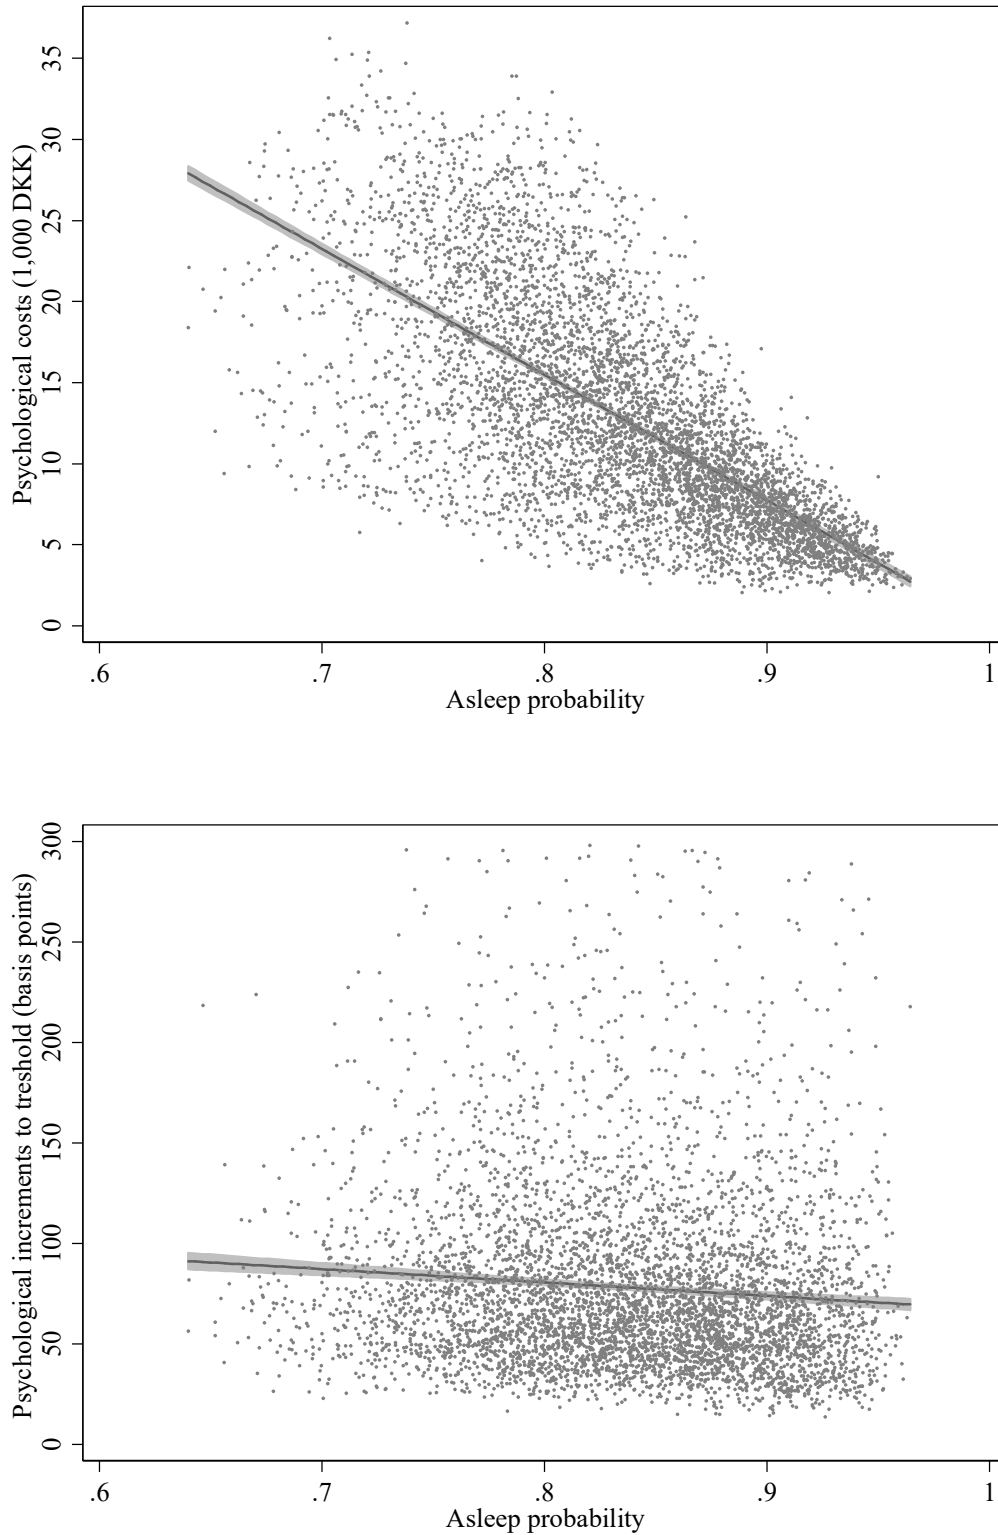 Psychological costs (1,000 DKK)
35
30
25
20
15
10
5
0
.6 .7 .8 .9 1
Asleep probability
Psychological increments to treshold (basis points)
300
250
200
150
100
50
0
.6 .7 .8 .9 1
Asleep probability